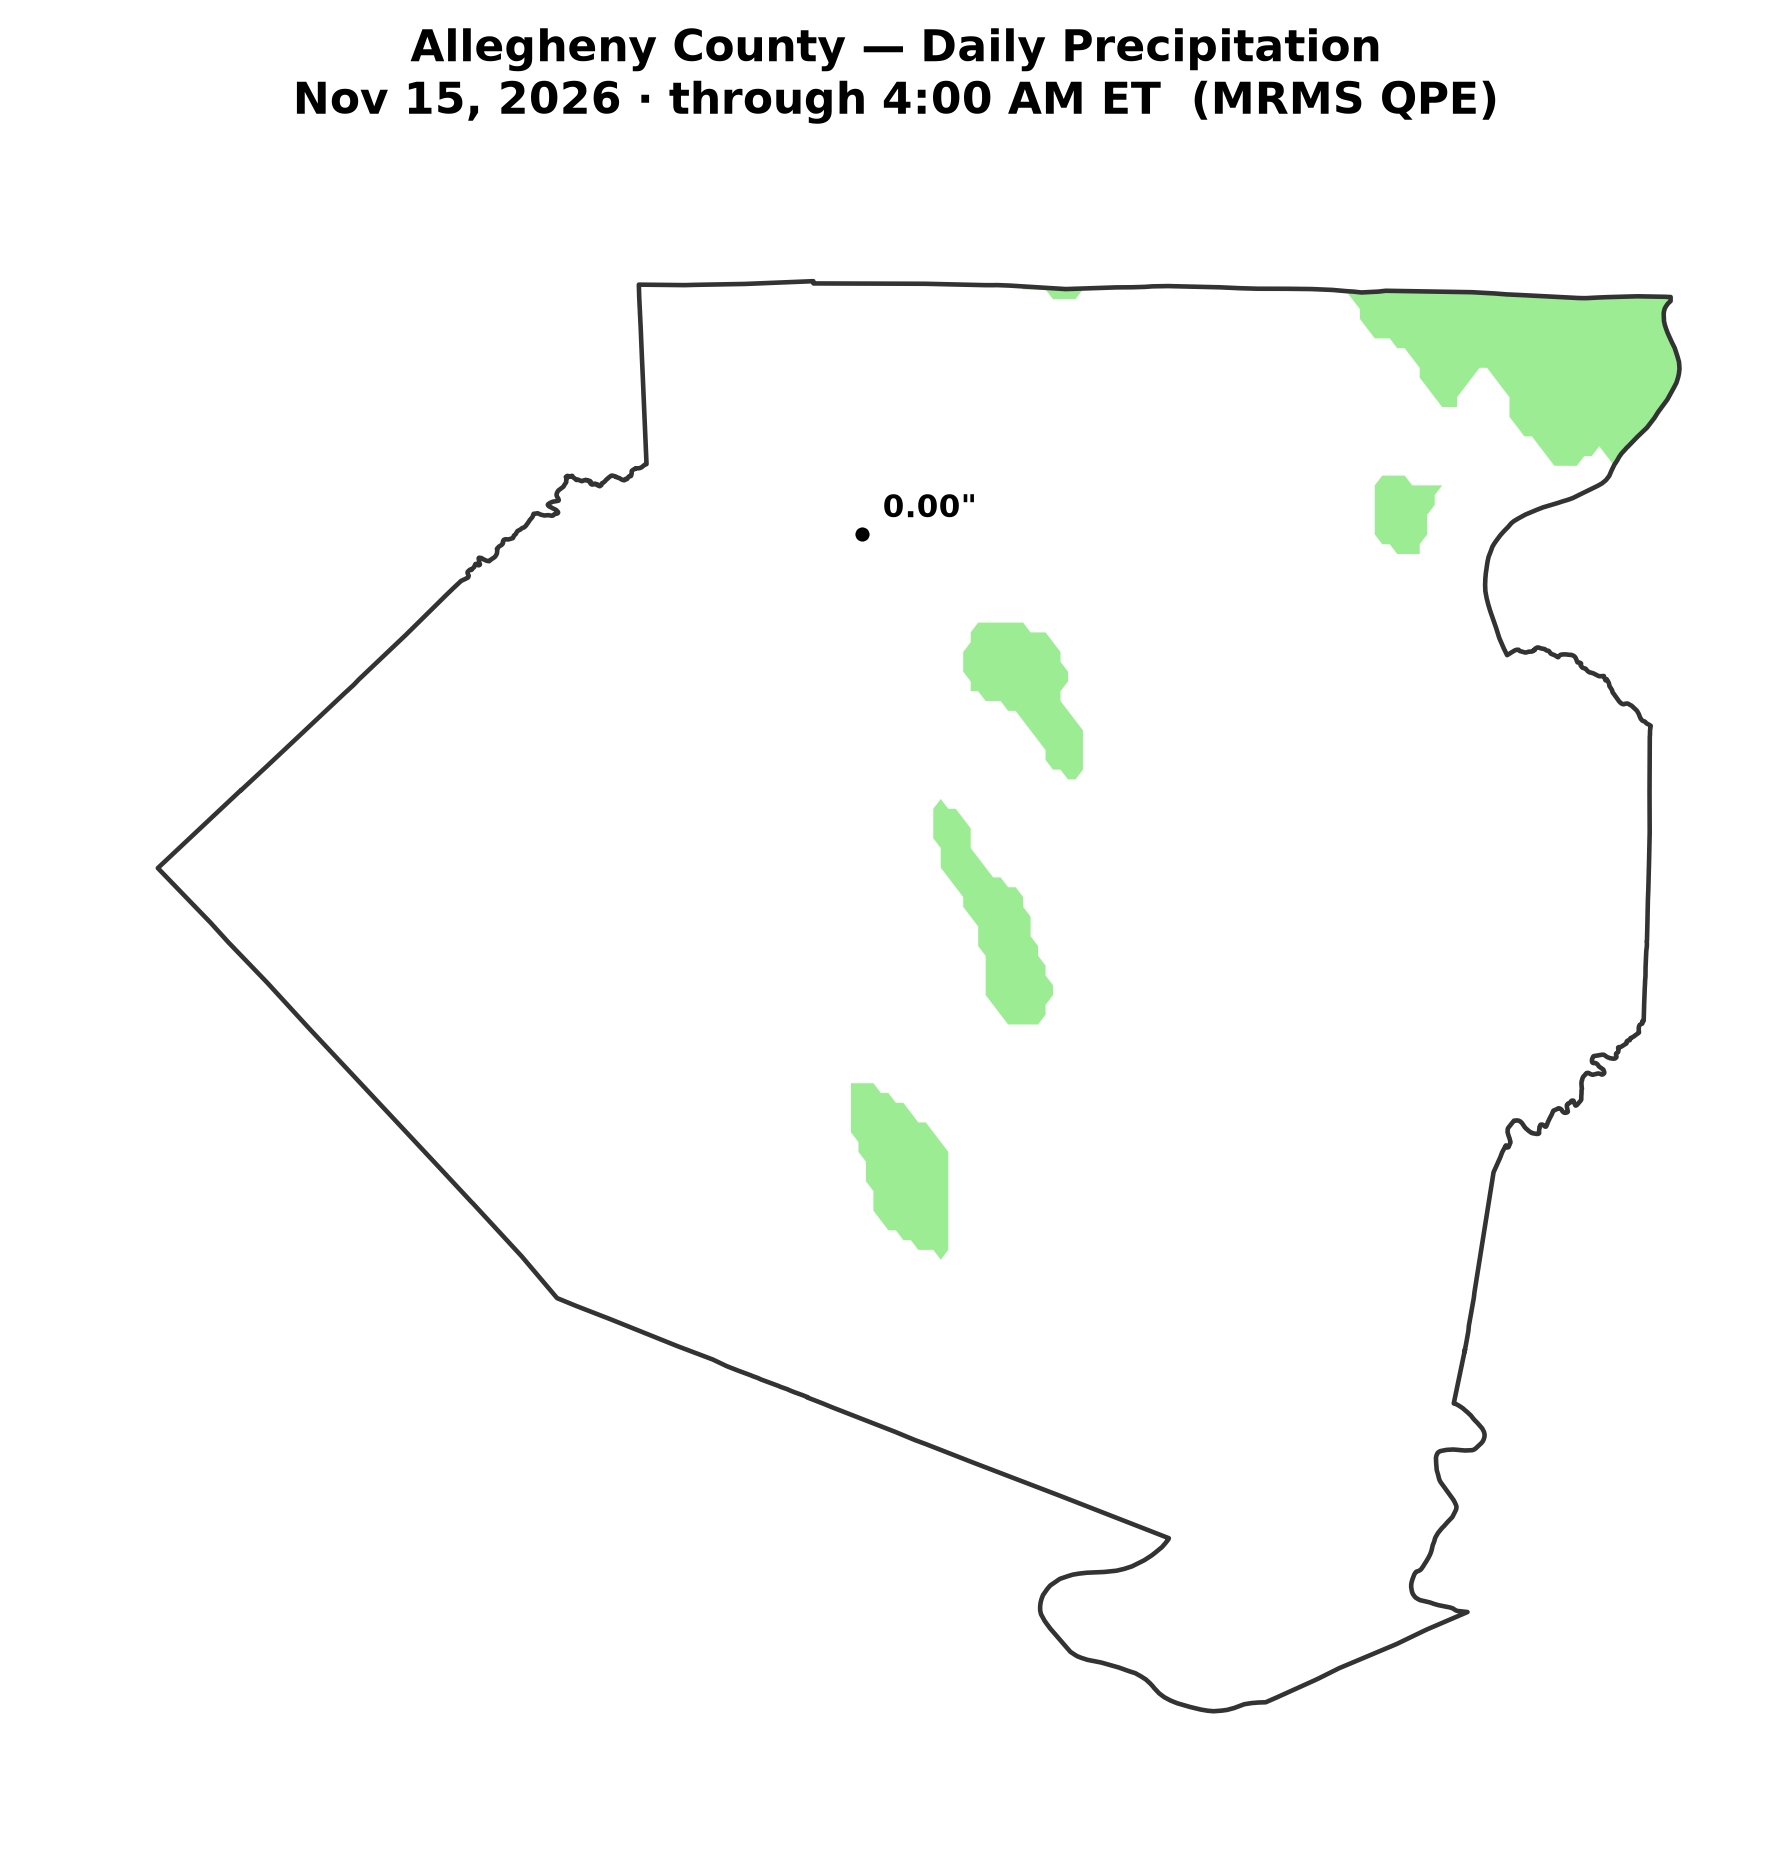 Allegheny County — Daily Precipitation
Nov 15, 2026 · through 4:00 AM ET (MRMS QPE)
0.00"